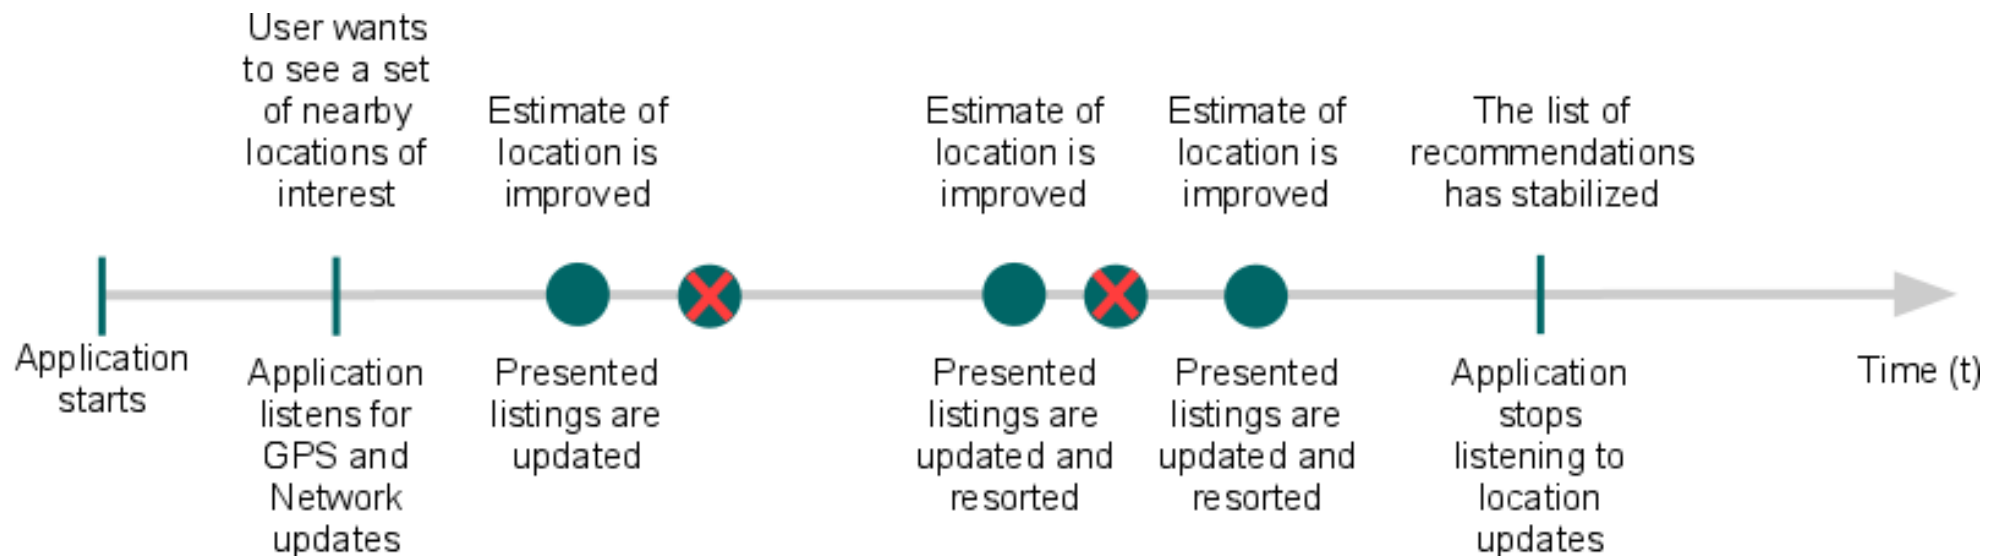 User wants
to see a set
of nearby
locations of
interest
Estimate of
location is
improved
Estimate of
location is
improved
Estimate of
location is
improved
The list of
recommendations
has stabilized
Application
starts
Application
listens for
GPS and
Network
updates
Presented
listings are
updated
Presented
listings are
updated and
resorted
Presented
listings are
updated and
resorted
Application
stops
listening to
location
updates
Time (t)